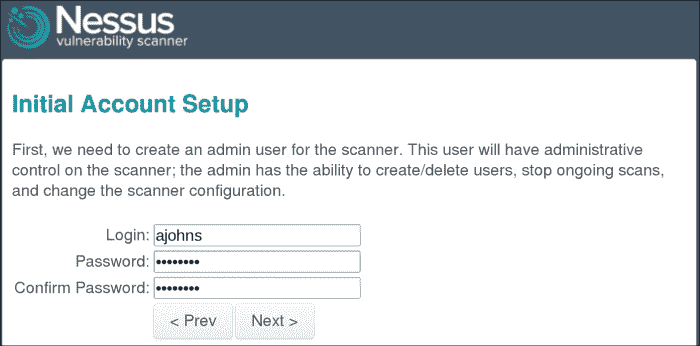 Nessus
vulnerability scanner
Initial Account Setup
First, we need to create an admin user for the scanner. This user will have administrative
control on the scanner; the admin has the ability to create/delete users, stop ongoing scans,
and change the scanner configuration.
Login: ajohns
Password: ••••••••
Confirm Password: ••••••••
< Prev Next >